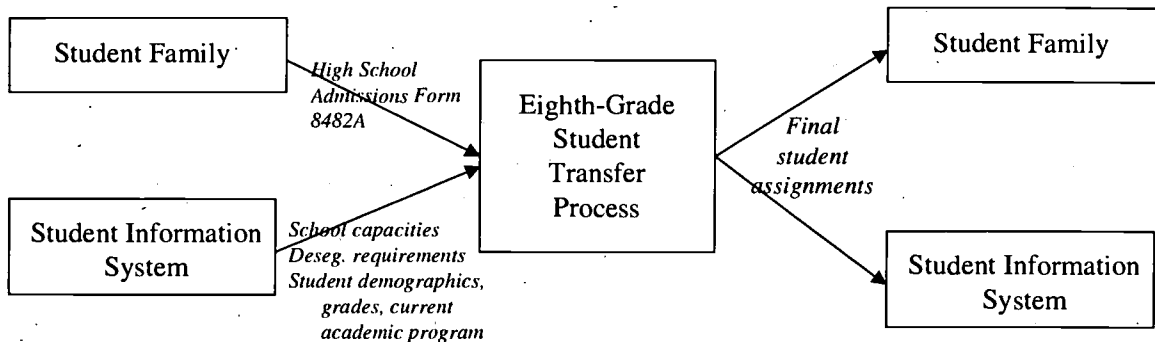 Student Family
High School
Admissions Form
8482A
Student Information
System
School capacities
Deseg. requirements
Student demographics,
grades, current
academic program
Eighth-Grade
Student
Transfer
Process
Final
student
assignments
Student Family
Student Information
System